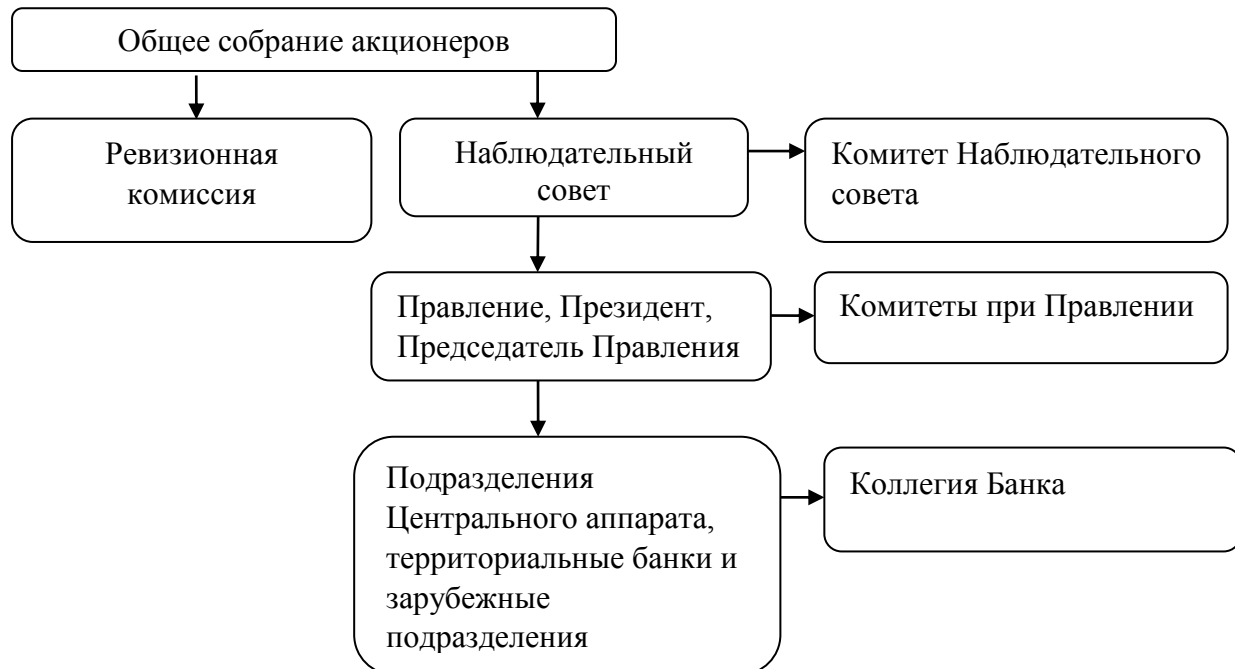 Общее собрание акционеров
Ревизионная
комиссия
Наблюдательный
совет
Комитет Наблюдательного
совета
Правление, Президент,
Председатель Правления
Комитеты при Правлении
Подразделения
Центрального аппарата,
территориальные банки и
зарубежные
подразделения
Коллегия Банка